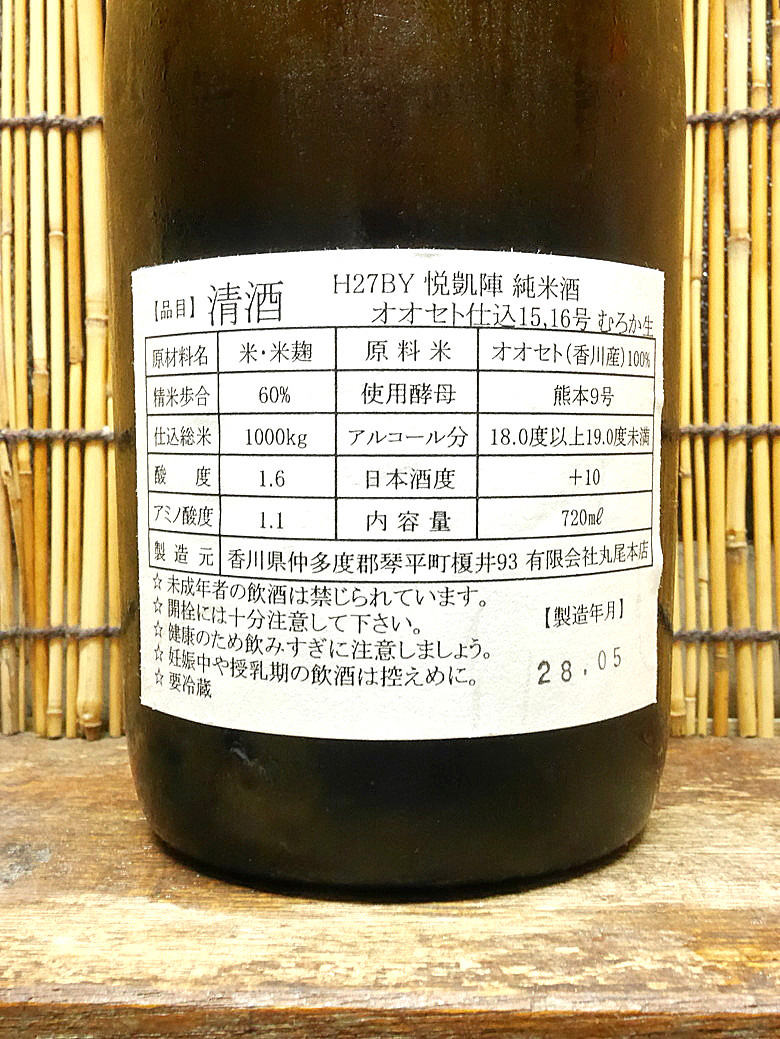 【品目】清酒 H27BY 悦凱陣 純米酒
オオセト仕込15,16号 むろか生
原材料名 米・米麹 原料米 オオセト(香川産)100%
精米歩合 60% 使用酵母 熊本9号
仕込総米 1000kg アルコール分 18.0度以上19.0度未満
酸度 1.6 日本酒度 +10
アミノ酸度 1.1 内容量 720mℓ
製造元 香川県仲多度郡琴平町榎井93 有限会社丸尾本店
☆未成年者の飲酒は禁じられています。
☆開栓には十分注意して下さい。
☆健康のため飲みすぎに注意しましょう。
☆妊娠中や授乳期の飲酒は控えめに。
☆要冷蔵
【製造年月】
28.05